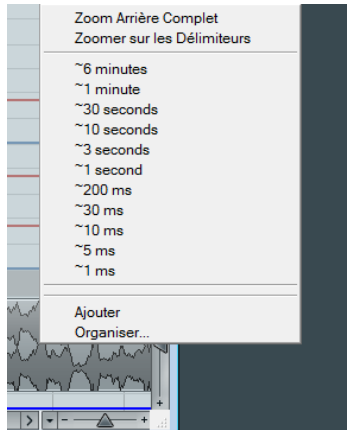 Zoom Arrière Complet
Zoomer sur les Délimiteurs
~6 minutes
~1 minute
~30 seconds
~10 seconds
~3 seconds
~1 second
~200 ms
~30 ms
~10 ms
~5 ms
~1 ms
Ajouter
Organiser...